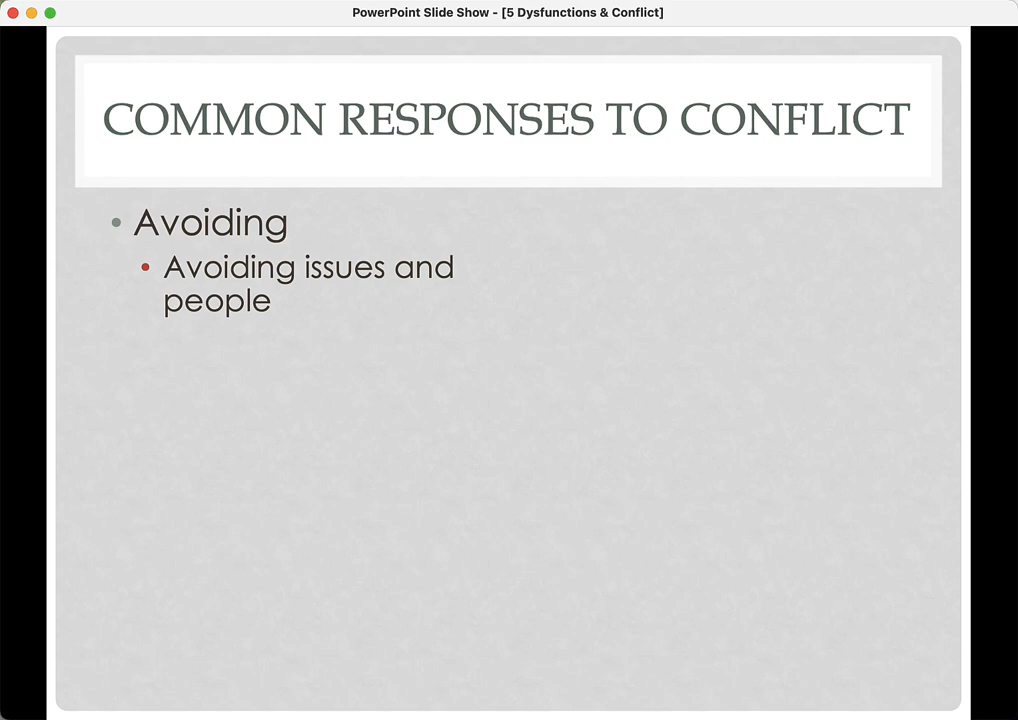 PowerPoint Slide Show - [5 Dysfunctions & Conflict]
COMMON RESPONSES TO CONFLICT
• Avoiding
• Avoiding issues and
people